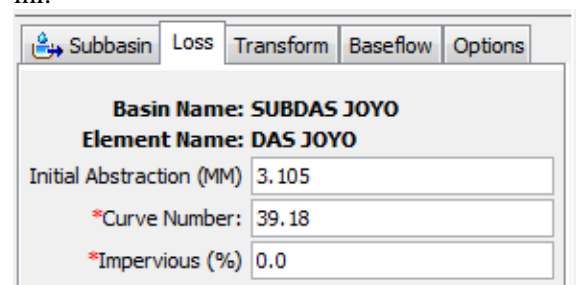 ini.
Subbasin Loss Transform Baseflow Options
Basin Name: SUBDAS JOYO
Element Name: DAS JOYO
Initial Abstraction (MM) 3.105
*Curve Number: 39.18
*Impervious (%) 0.0